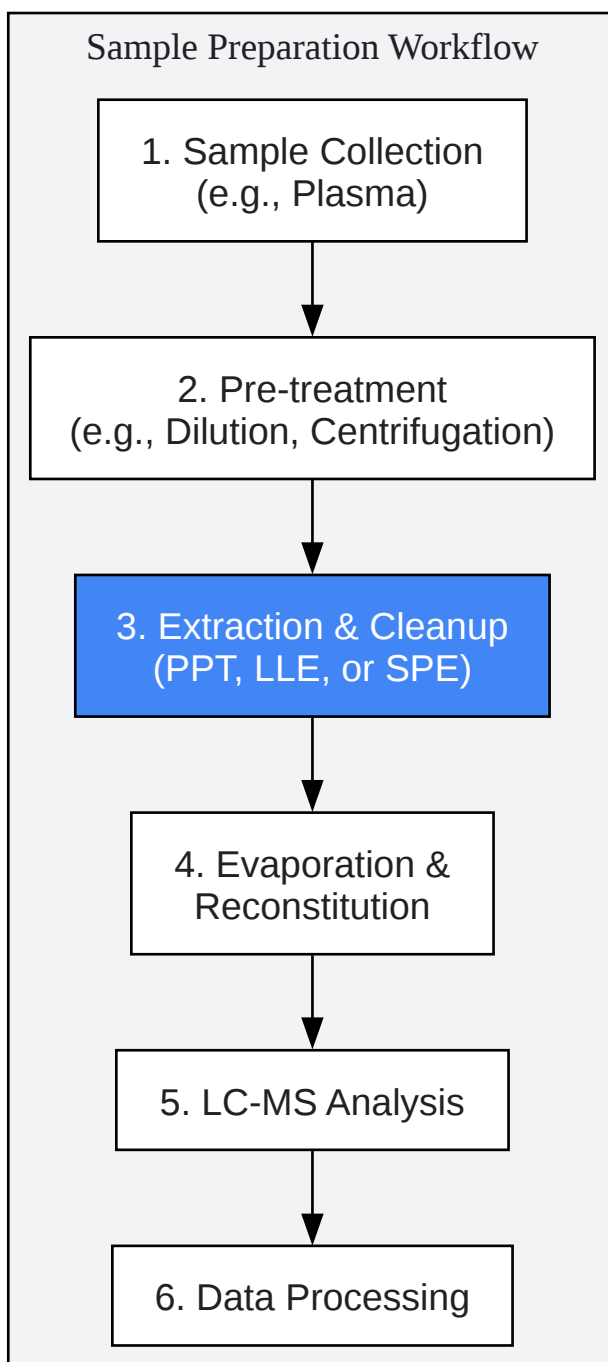 Sample Preparation Workflow
1. Sample Collection
(e.g., Plasma)
2. Pre-treatment
(e.g., Dilution, Centrifugation)
3. Extraction & Cleanup
(PPT, LLE, or SPE)
4. Evaporation &
Reconstitution
5. LC-MS Analysis
6. Data Processing